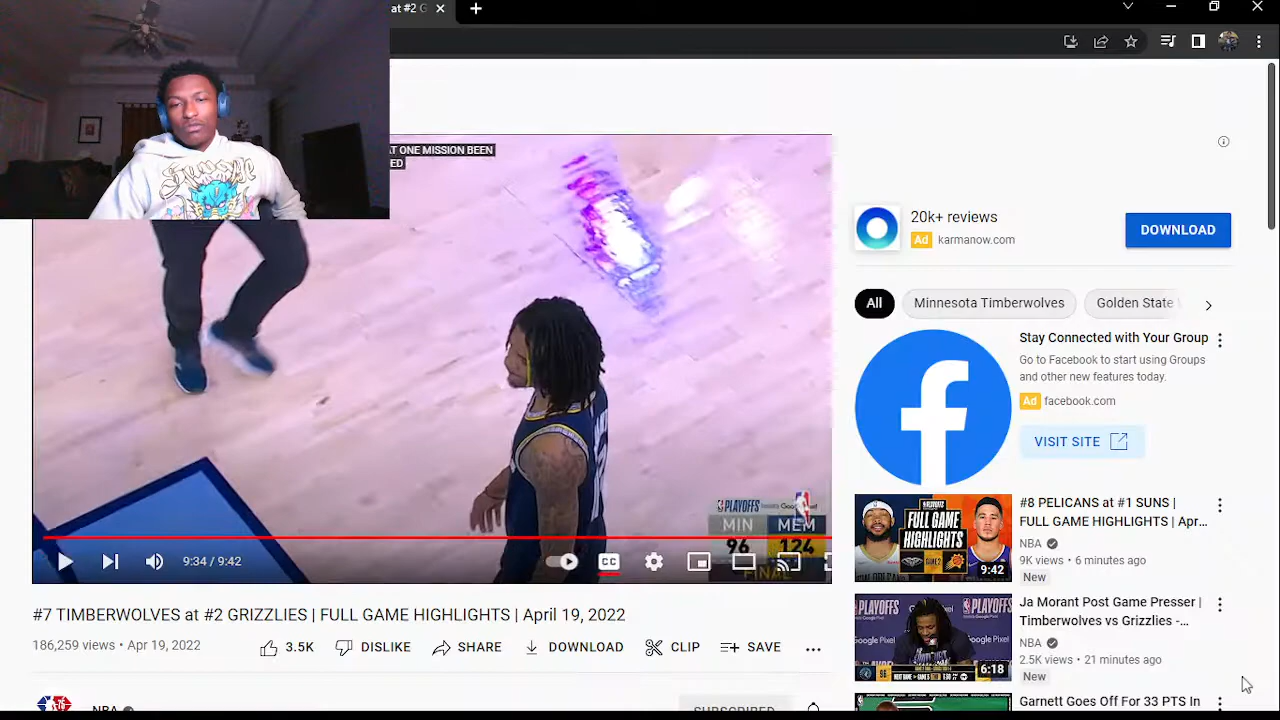 at #2 G
AT ONE MISSION BEEN
ED
20k+ reviews
Ad karmanow.com
DOWNLOAD
All
Minnesota Timberwolves
Golden State
Stay Connected with Your Group
Go to Facebook to start using Groups
and other new features today.
Ad facebook.com
VISIT SITE
PLAYOFFS
MIN MEM
96 124
FINAL
9:34 / 9:42
CC
#7 TIMBERWOLVES at #2 GRIZZLIES | FULL GAME HIGHLIGHTS | April 19, 2022
186,259 views • Apr 19, 2022
3.5K
DISLIKE
SHARE
DOWNLOAD
CLIP
SAVE
NBA
SUBSCRIBED
PLAYOFFS
FULL GAME
HIGHLIGHTS
GAME 2
9:42
#8 PELICANS at #1 SUNS |
FULL GAME HIGHLIGHTS | Apr...
NBA
9K views • 6 minutes ago
New
PLAYOFFS
6:18
Ja Morant Post Game Presser |
Timberwolves vs Grizzlies -...
NBA
2.5K views • 21 minutes ago
New
Garnett Goes Off For 33 PTS In